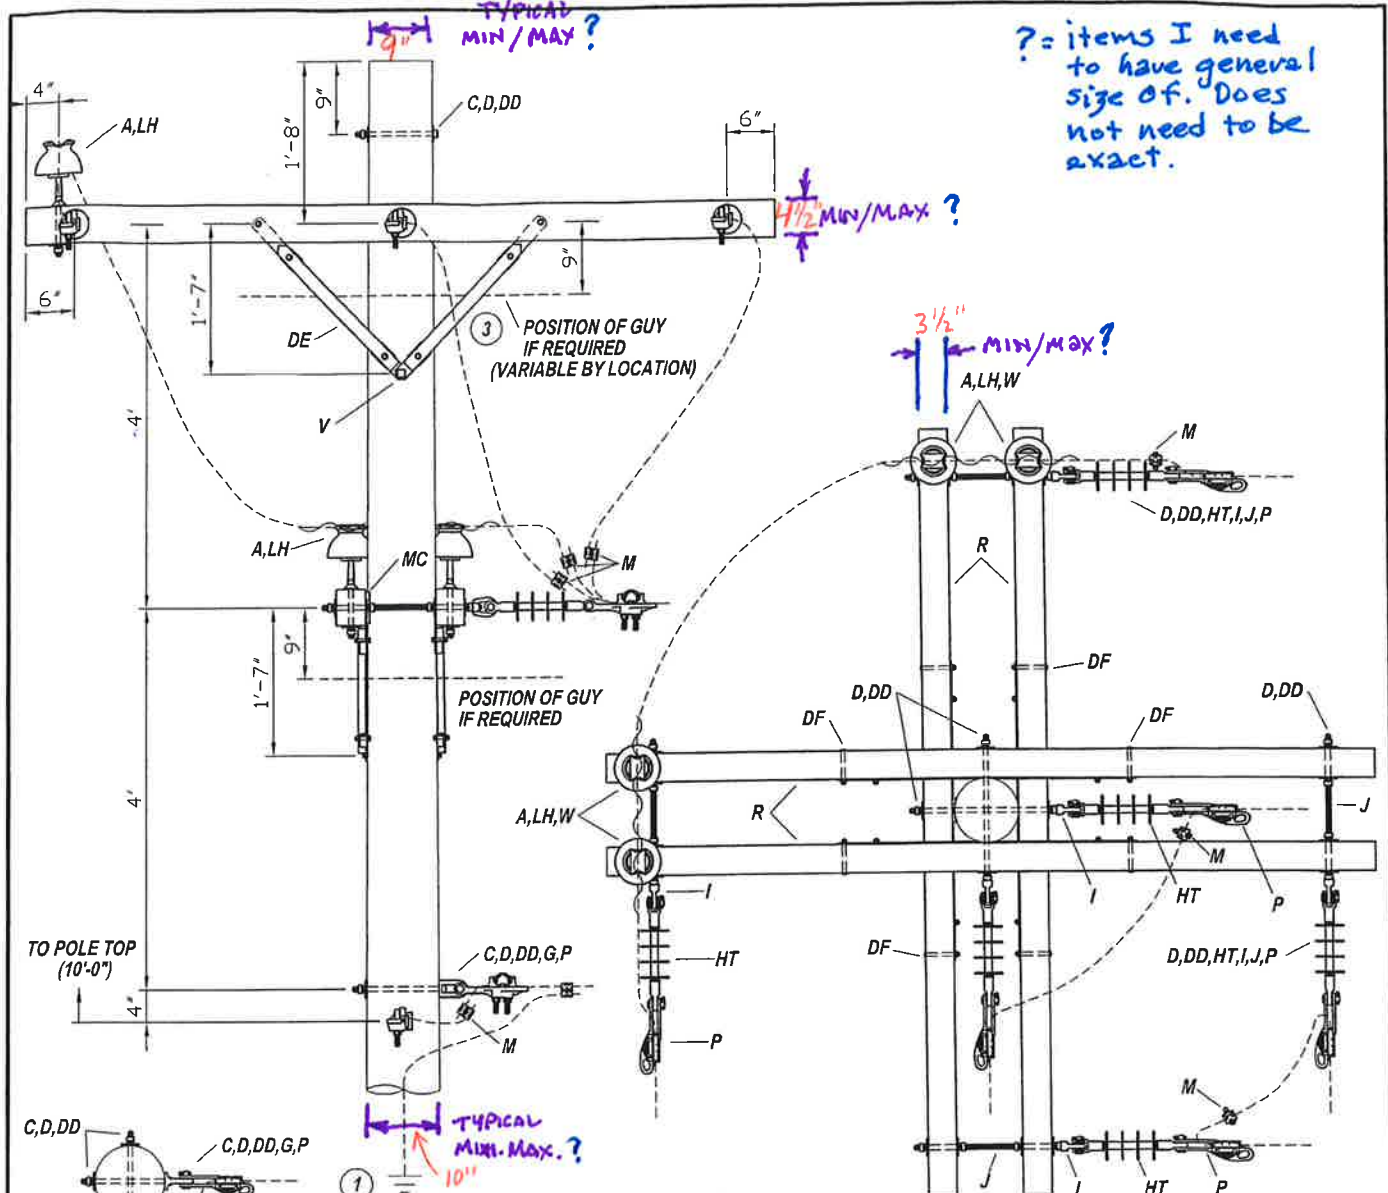 TYPICAL
MIN/MAX ?
9"
? = items I need
to have general
size of. Does
not need to be
exact.
4"
A,LH
9"
1'-8"
C,D,DD
6"
4 1/2" MIN/MAX ?
6"
1'-7"
9"
DE
3
POSITION OF GUY
IF REQUIRED
(VARIABLE BY LOCATION)
V
4'
3 1/2"
MIN/MAX ?
A,LH,W
M
D,DD,HT,I,J,P
R
A,LH
MC
M
9"
1'-7"
POSITION OF GUY
IF REQUIRED
DF
D,DD
D,DD
DF
DF
A,LH,W
R
J
M
4'
I
HT
P
TO POLE TOP
(10'-0")
C,D,DD,G,P
HT
DF
D,DD,HT,I,J,P
4"
M
P
M
TYPICAL
MIN. MAX. ?
10"
C,D,DD
C,D,DD,G,P
1
J
I
HT
P